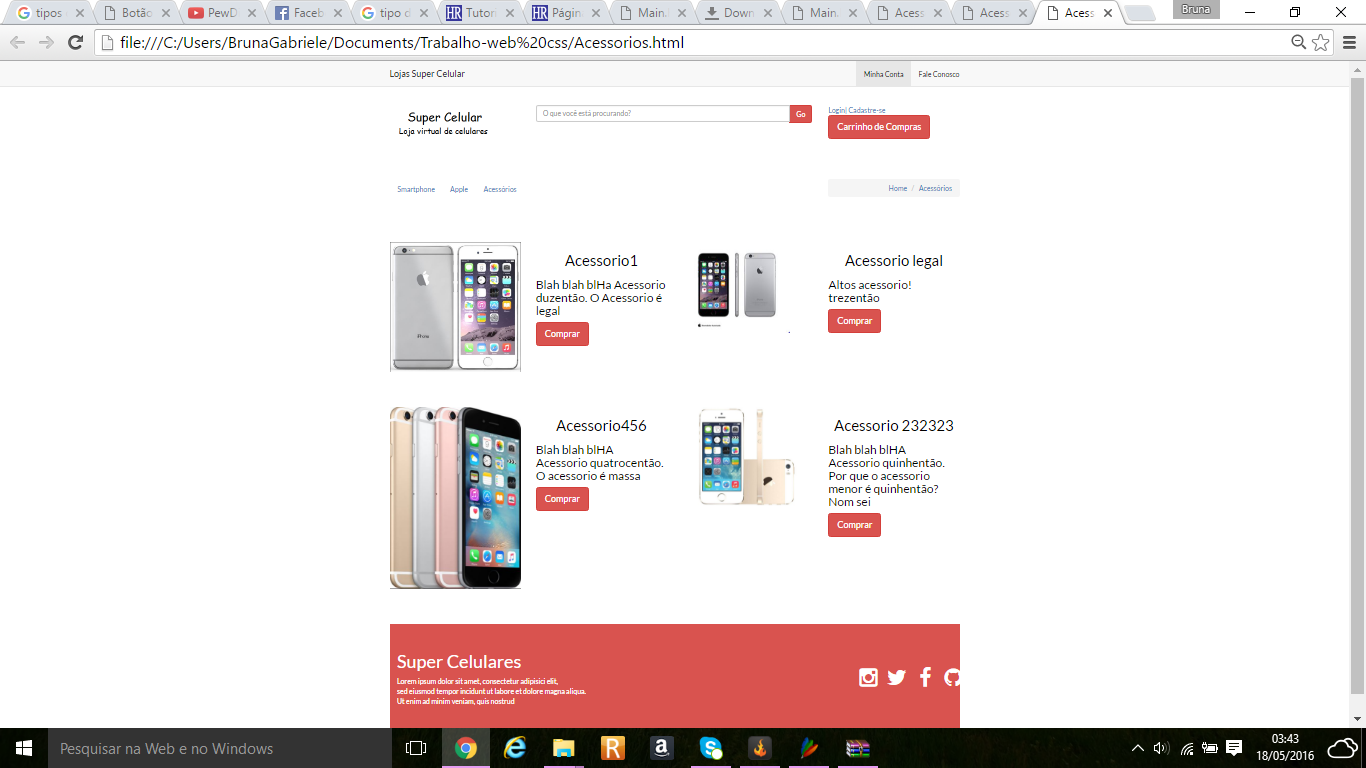 tipos
Botão
PewD
Faceb
tipo d
Tutori
Págin
Main.
Down
Main.
Acess
Acess
Acess
Bruna
file:///C:/Users/BrunaGabriele/Documents/Trabalho-web%20css/Acessorios.html
Lojas Super Celular
Minha Conta
Fale Conosco
Super Celular
Loja virtual de celulares
O que você está procurando?
Go
Login| Cadastre-se
Carrinho de Compras
Smartphone
Apple
Acessórios
Home / Acessórios
Acessorio1
Blah blah blHa Acessorio
duzentão. O Acessorio é
legal
Comprar
Acessorio legal
Altos acessorio!
trezentão
Comprar
Acessorio456
Blah blah blHA
Acessorio quatrocentão.
O acessorio é massa
Comprar
Acessorio 232323
Blah blah blHA
Acessorio quinhentão.
Por que o acessorio
menor é quinhentão?
Nom sei
Comprar
Super Celulares
Lorem ipsum dolor sit amet, consectetur adipisici elit,
sed eiusmod tempor incidunt ut labore et dolore magna aliqua.
Ut enim ad minim veniam, quis nostrud
Pesquisar na Web e no Windows
03:43
18/05/2016